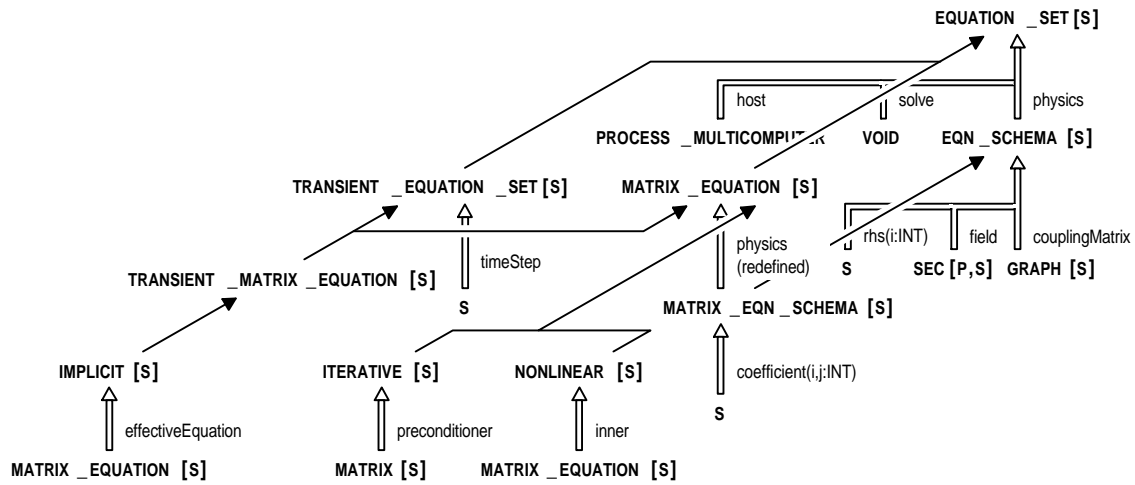 EQUATION _SET [S]
host
solve
physics
PROCESS _MULTICOMPUTER
VOID
EQN _SCHEMA [S]
TRANSIENT _EQUATION _SET [S]
MATRIX _EQUATION [S]
rhs(i:INT)
field
couplingMatrix
timeStep
physics
(redefined)
TRANSIENT _MATRIX _EQUATION [S]
S
SEC [P,S]
GRAPH [S]
S
MATRIX _EQN _SCHEMA [S]
IMPLICIT [S]
ITERATIVE [S]
NONLINEAR [S]
coefficient(i,j:INT)
S
effectiveEquation
preconditioner
inner
MATRIX _EQUATION [S]
MATRIX [S]
MATRIX _EQUATION [S]